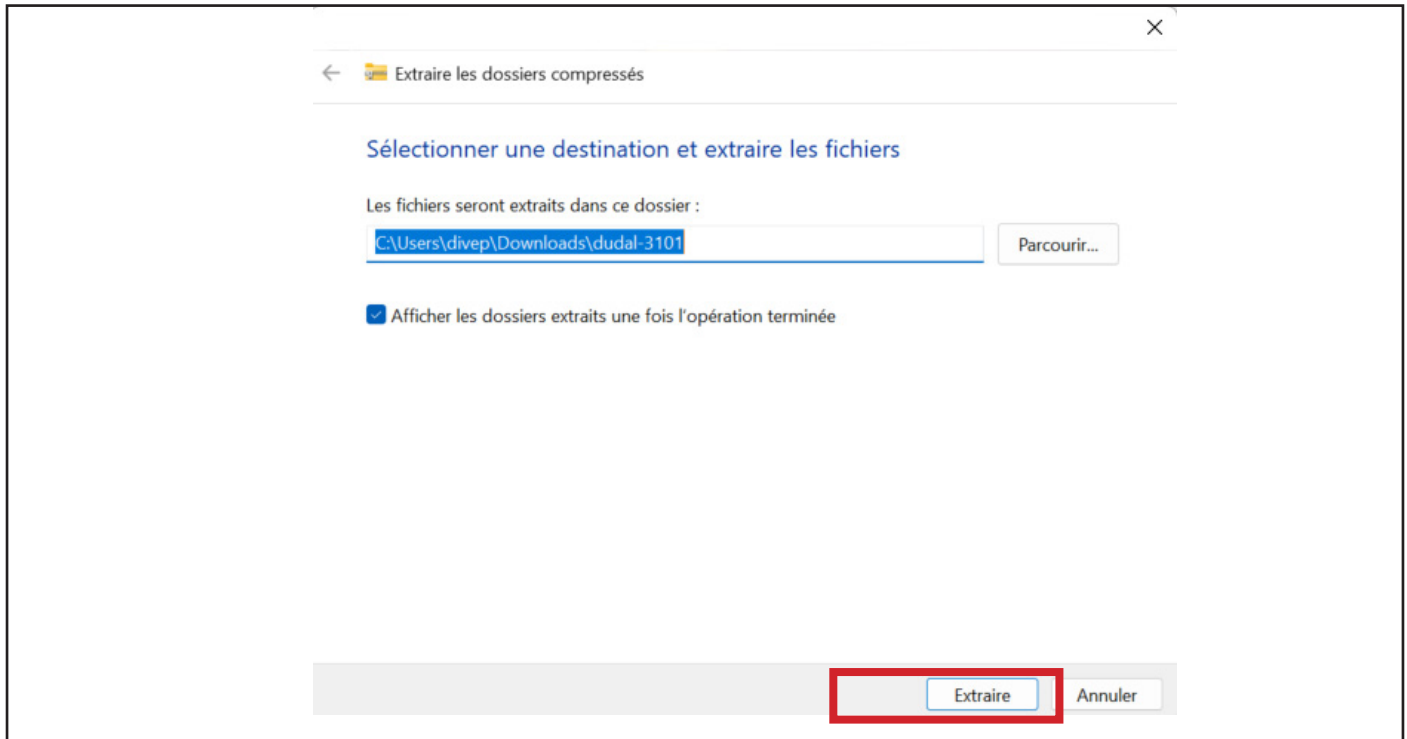 Extraire les dossiers compressés
Sélectionner une destination et extraire les fichiers
Les fichiers seront extraits dans ce dossier :
C:\Users\divep\Downloads\dudal-3101
Parcourir...
Afficher les dossiers extraits une fois l'opération terminée
Extraire
Annuler